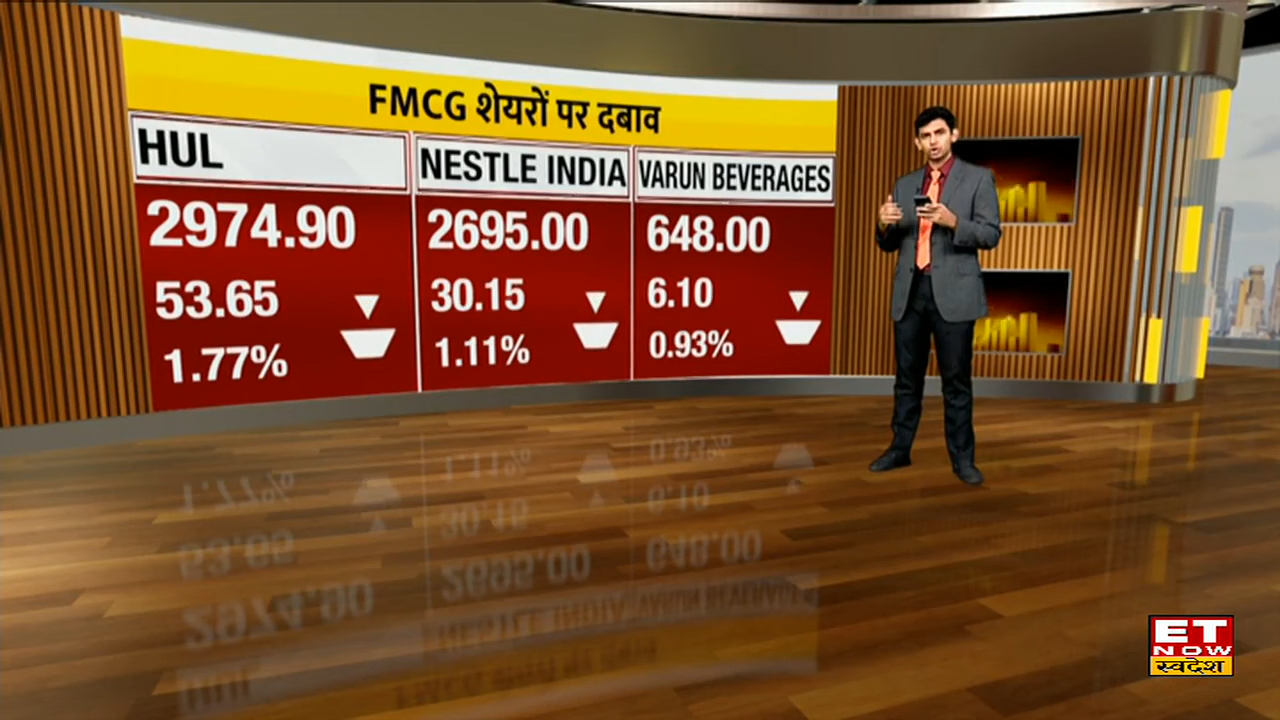 FMCG शेयरों पर दबाव
HUL
2974.90
53.65
1.77%
NESTLE INDIA
2695.00
30.15
1.11%
VARUN BEVERAGES
648.00
6.10
0.93%
ET
NOW
स्वदेश